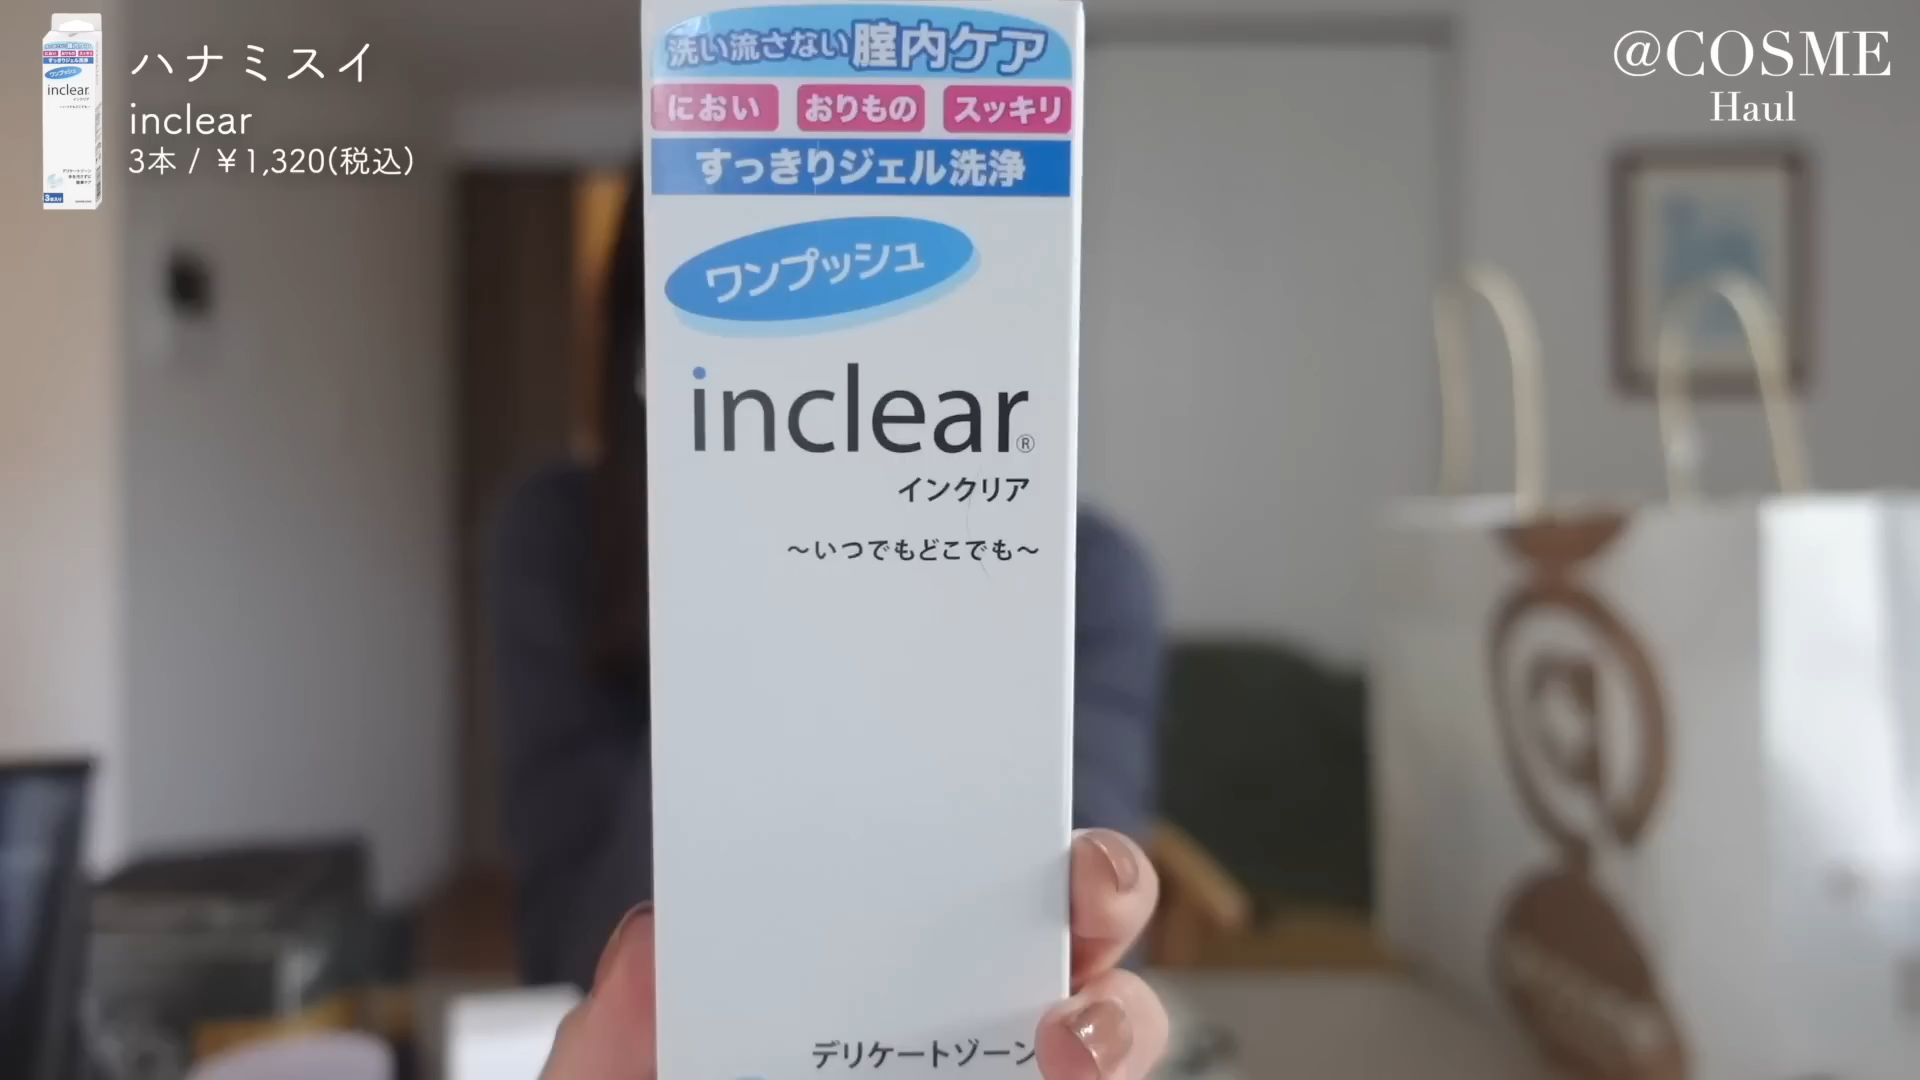 ハナミスイ
inclear
3本 / ¥1,320(税込)
@COSME
Haul
洗い流さない膣内ケア
におい おりもの スッキリ
すっきりジェル洗浄
ワンプッシュ
inclear®
インクリア
～いつでもどこでも～
デリケートゾーン